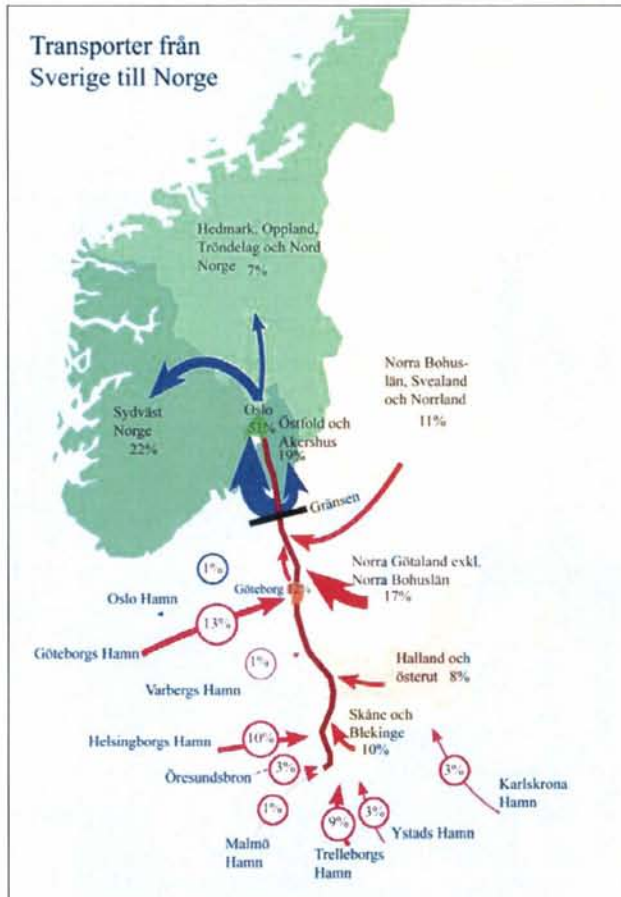 Transporter från
Sverige till Norge
Hedmark, Oppland,
Tröndelag och Nord
Norge 7%
Norra Bohus-
län, Svealand
och Norrland
11%
Sydväst
Norge
22%
Oslo
51%
Östfold och
Akershus
19%
Gränsen
1%
Oslo Hamn
Göteborg 12%
Norra Götaland exkl.
Norra Bohuslän
17%
13%
Göteborgs Hamn
1%
Varbergs Hamn
Halland och
österut 8%
Skåne och
Blekinge
10%
Helsingborgs Hamn
10%
Öresundsbron
3%
1%
Malmö
Hamn
9%
Trelleborgs
Hamn
3%
Ystads Hamn
3%
Karlskrona
Hamn